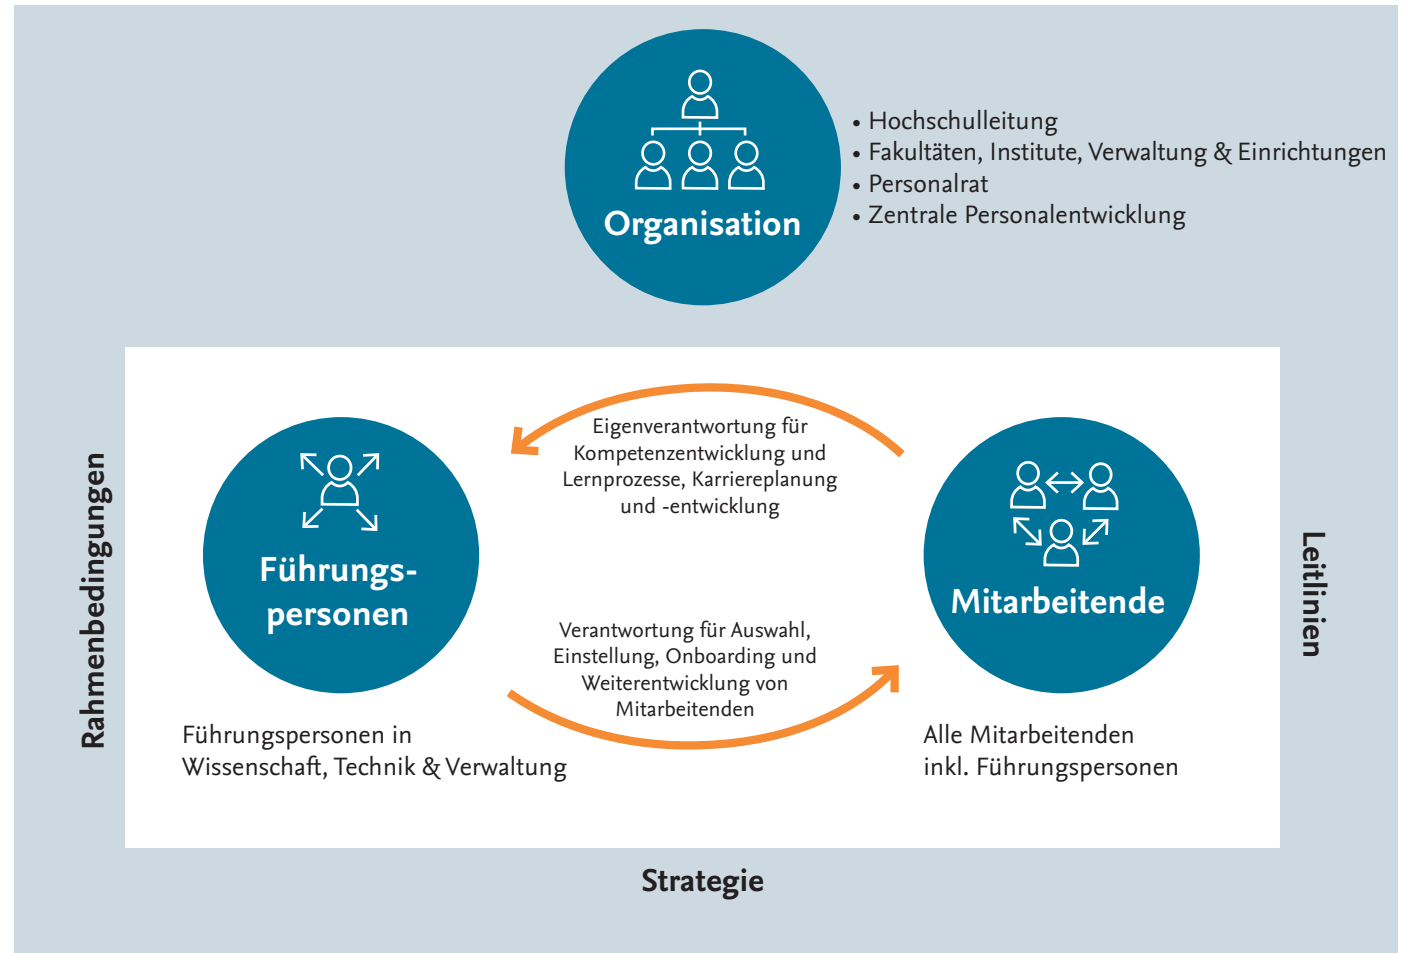 Organisation
• Hochschulleitung
• Fakultäten, Institute, Verwaltung & Einrichtungen
• Personalrat
• Zentrale Personalentwicklung
Rahmenbedingungen
Führungs-
personen
Führungspersonen in
Wissenschaft, Technik & Verwaltung
Eigenverantwortung für
Kompetenzentwicklung und
Lernprozesse, Karriereplanung
und -entwicklung
Verantwortung für Auswahl,
Einstellung, Onboarding und
Weiterentwicklung von
Mitarbeitenden
Mitarbeitende
Alle Mitarbeitenden
inkl. Führungspersonen
Leitlinien
Strategie